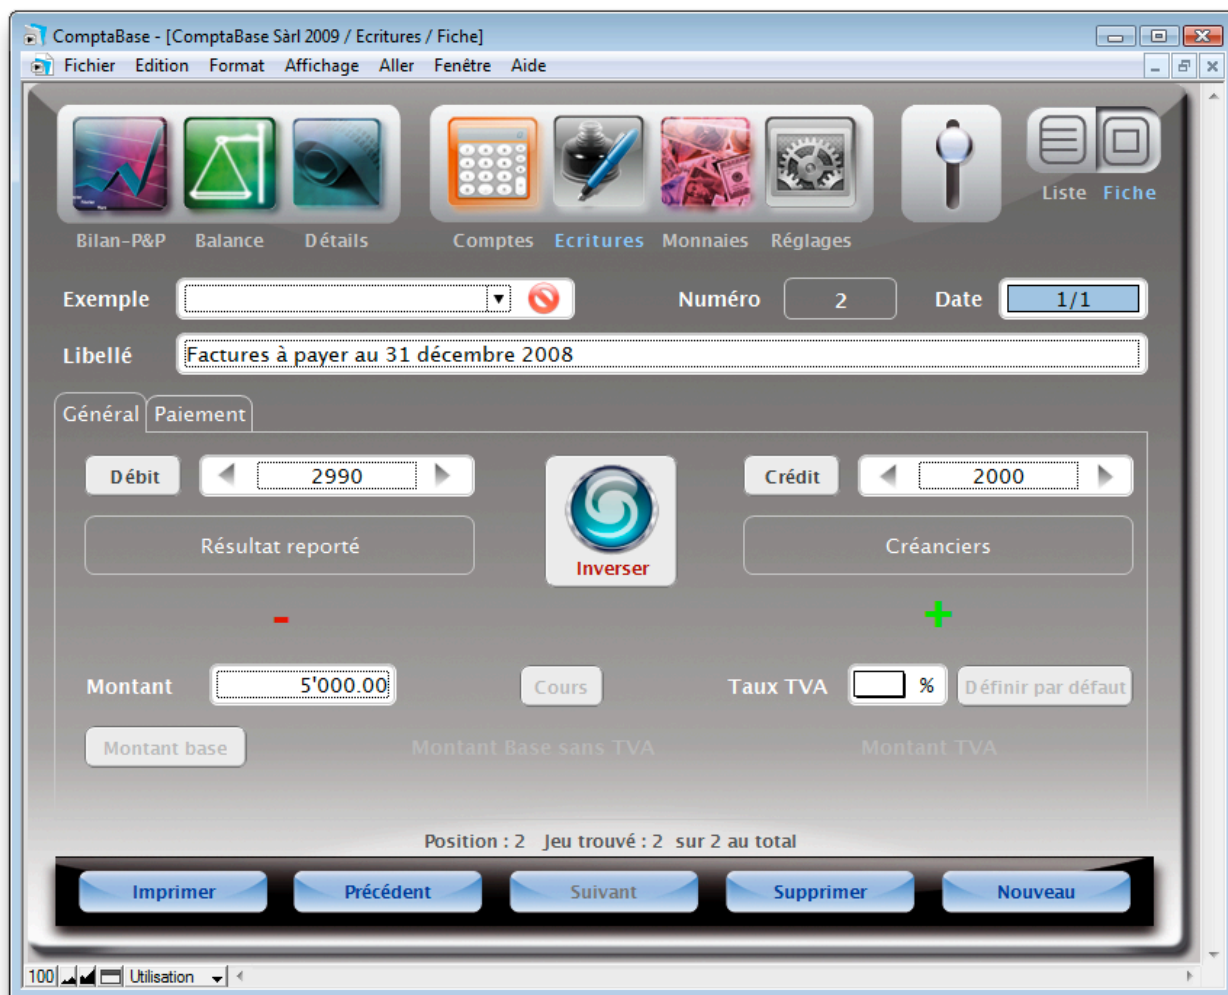 ComptaBase - [ComptaBase Sàrl 2009 / Ecritures / Fiche]
Fichier Edition Format Affichage Aller Fenêtre Aide
Liste Fiche
Bilan-P&P Balance Détails Comptes Ecritures Monnaies Réglages
Exemple Numéro 2 Date 1/1
Libellé Factures à payer au 31 décembre 2008
Général Paiement
Débit 2990 Crédit 2000
Résultat reporté Inverser Créanciers
- +
Montant 5'000.00 Cours Taux TVA % Définir par défaut
Montant base Montant Base sans TVA Montant TVA
Position : 2 Jeu trouvé : 2 sur 2 au total
Imprimer Précédent Suivant Supprimer Nouveau
100 Utilisation